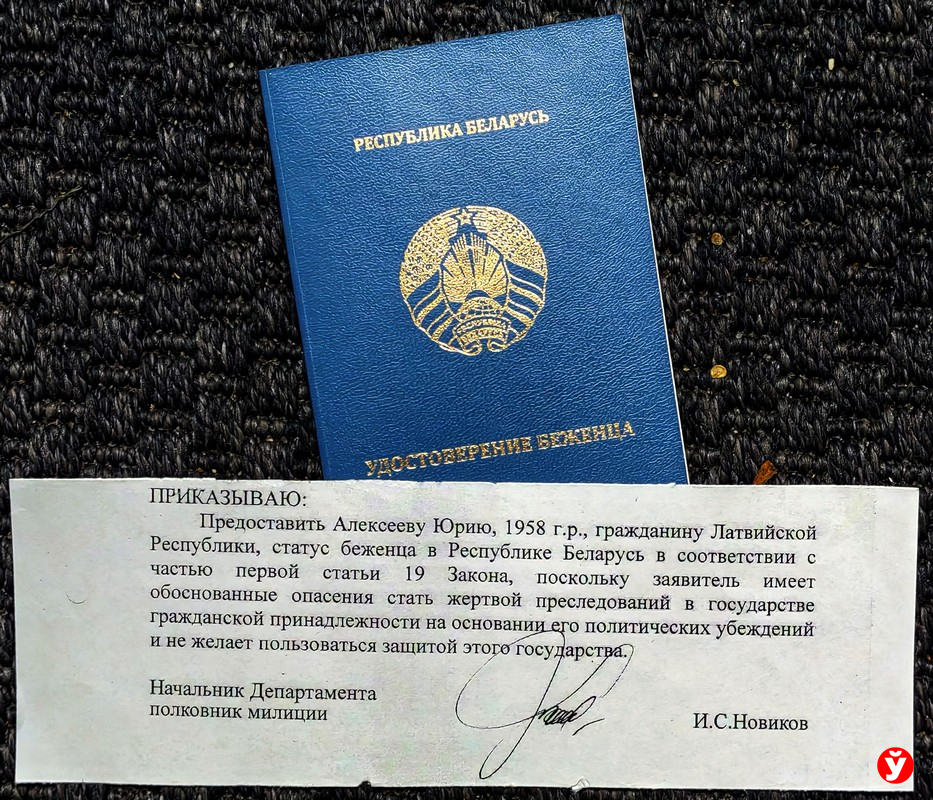 РЕСПУБЛИКА БЕЛАРУСЬ
УДОСТОВЕРЕНИЕ БЕЖЕНЦА
ПРИКАЗЫВАЮ:
Предоставить Алексееву Юрию, 1958 г.р., гражданину Латвийской
Республики, статус беженца в Республике Беларусь в соответствии с
частью первой статьи 19 Закона, поскольку заявитель имеет
обоснованные опасения стать жертвой преследований в государстве
гражданской принадлежности на основании его политических убеждений
и не желает пользоваться защитой этого государства.
Начальник Департамента
полковник милиции
И.С.Новиков
Ў